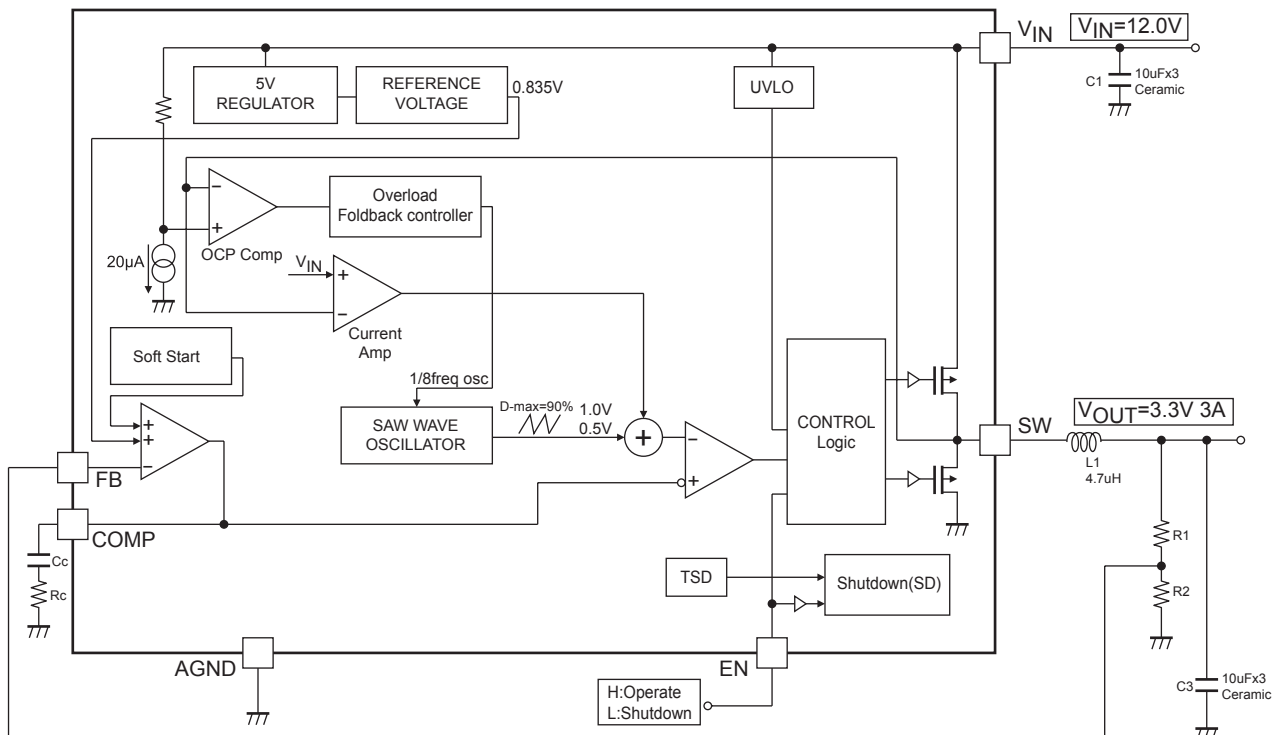 VIN
VIN=12.0V
C1
10uFx3
Ceramic
5V
REGULATOR
REFERENCE
VOLTAGE
0.835V
UVLO
Overload
Foldback controller
OCP Comp
20µA
VIN
Current
Amp
Soft Start
1/8freq osc
SAW WAVE
OSCILLATOR
D-max=90%
1.0V
0.5V
CONTROL
Logic
SW
VOUT=3.3V 3A
L1
4.7uH
FB
COMP
Cc
Rc
R1
R2
TSD
Shutdown(SD)
AGND
EN
H:Operate
L:Shutdown
C3
10uFx3
Ceramic